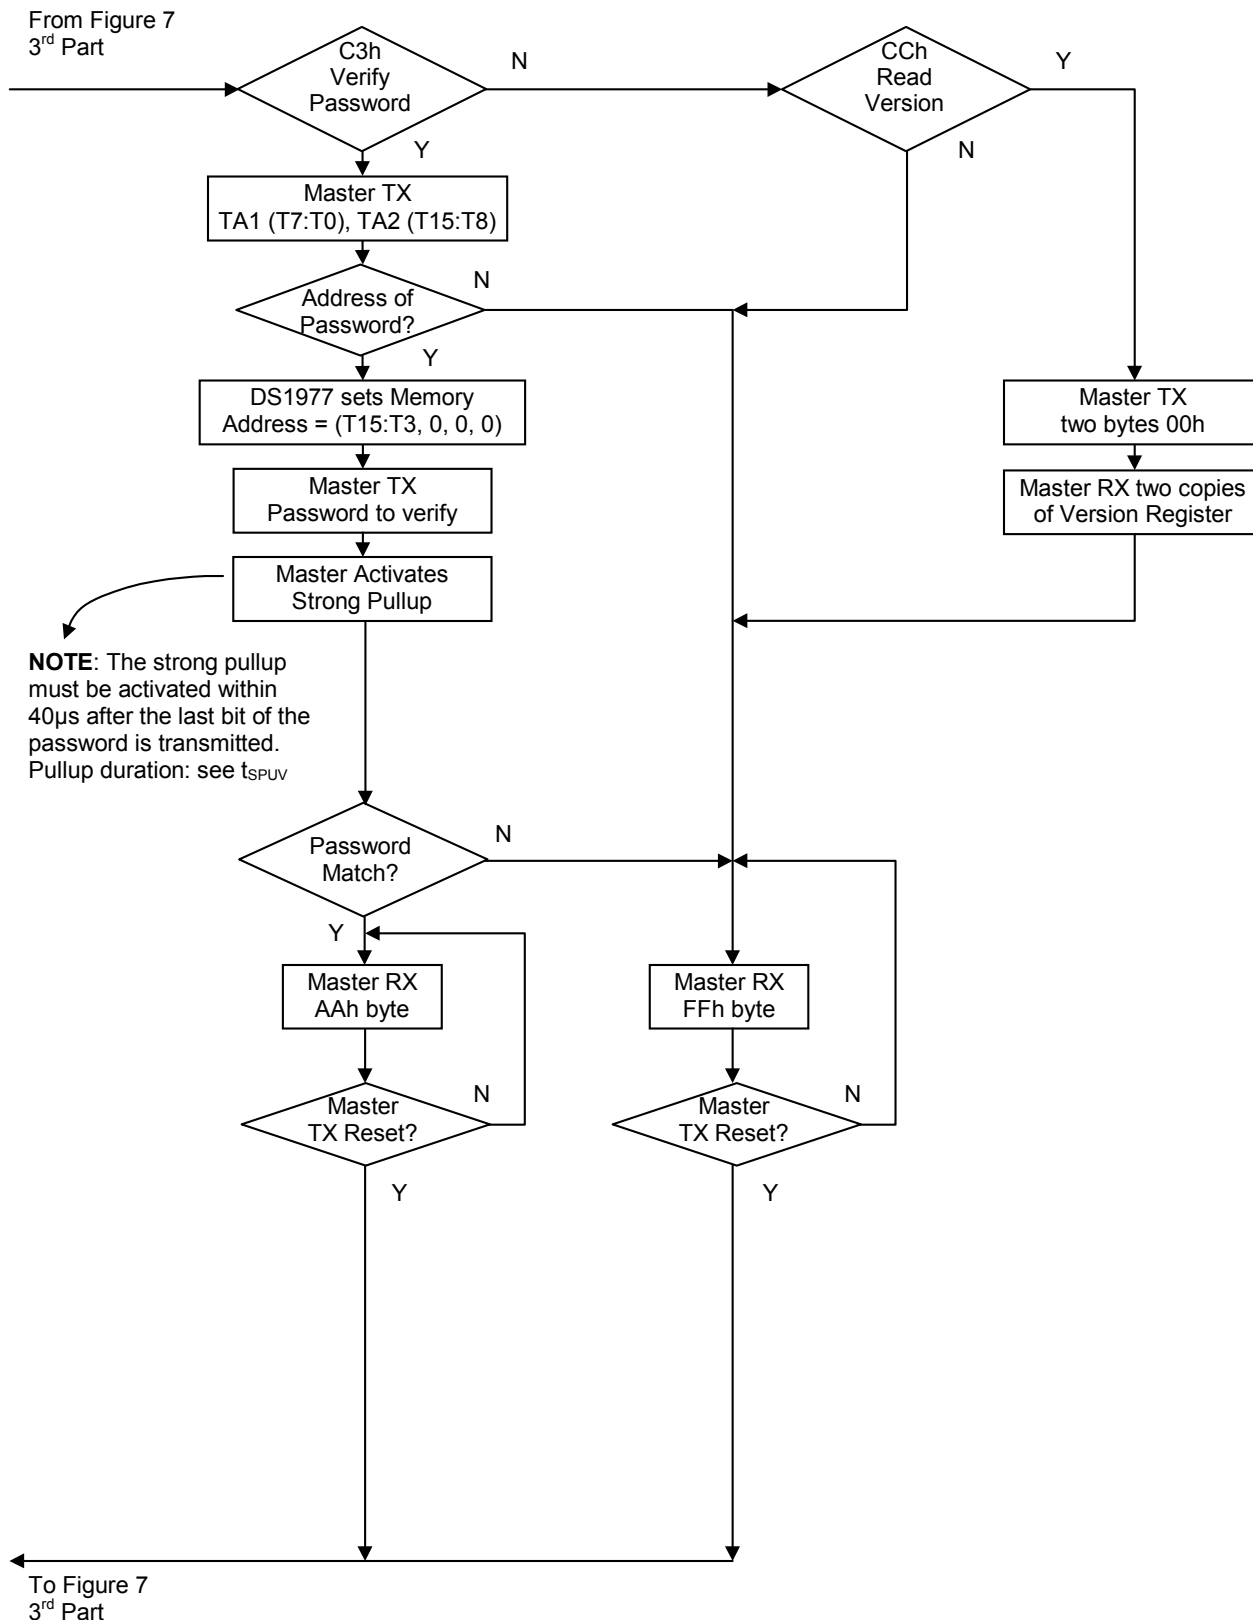 From Figure 7
3rd Part
C3h
Verify
Password
N
CCh
Read
Version
Y
Y
N
Master TX
TA1 (T7:T0), TA2 (T15:T8)
Address of
Password?
N
Y
DS1977 sets Memory
Address = (T15:T3, 0, 0, 0)
Master TX
two bytes 00h
Master TX
Password to verify
Master RX two copies
of Version Register
Master Activates
Strong Pullup
NOTE: The strong pullup
must be activated within
40µs after the last bit of the
password is transmitted.
Pullup duration: see tSPUV
Password
Match?
N
Y
Master RX
AAh byte
Master RX
FFh byte
Master
TX Reset?
N
Master
TX Reset?
N
Y
Y
To Figure 7
3rd Part